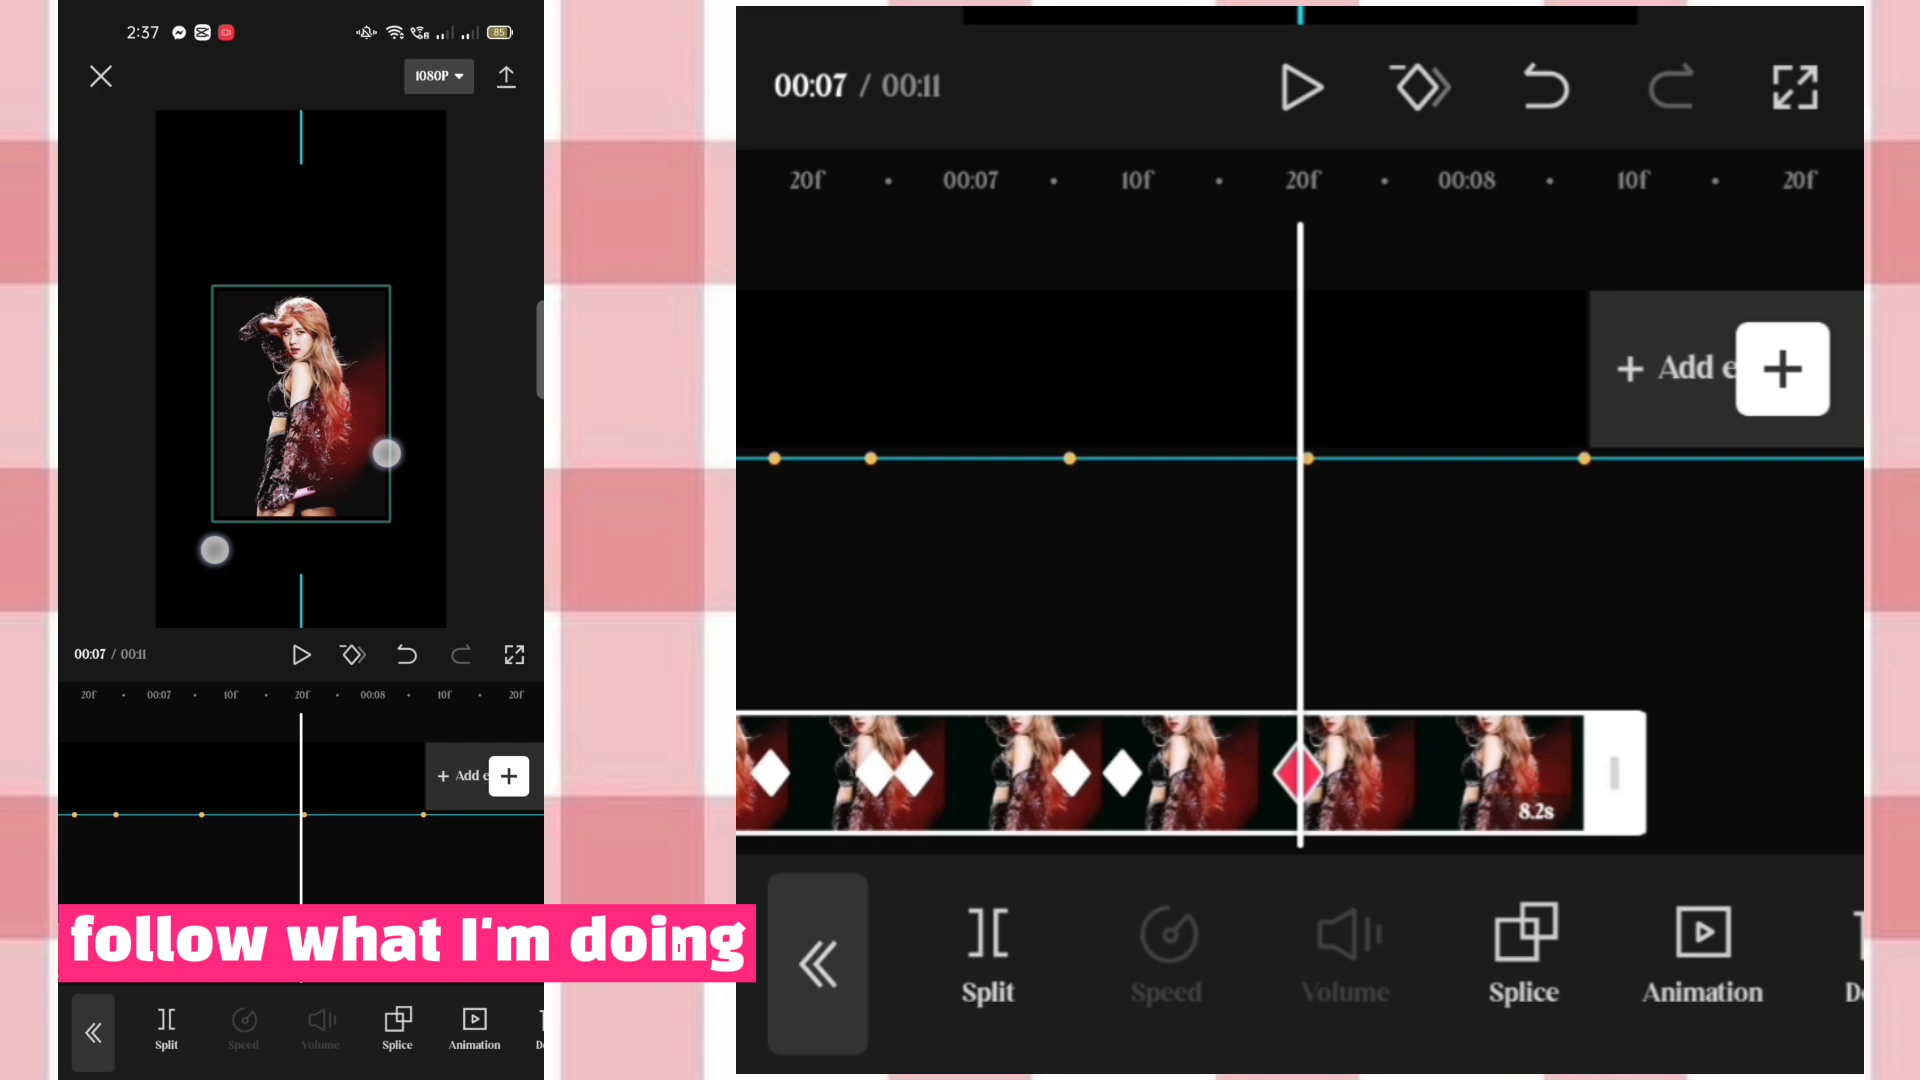 2:37
85
1080P
00:07 / 00:11
20f 00:07 10f 20f 00:08 10f 20f
+ Add e
follow what I'm doing
Split Speed Volume Splice Animation
00:07 / 00:11
20f 00:07 10f 20f 00:08 10f 20f
+ Add e
8.2s
Split Speed Volume Splice Animation